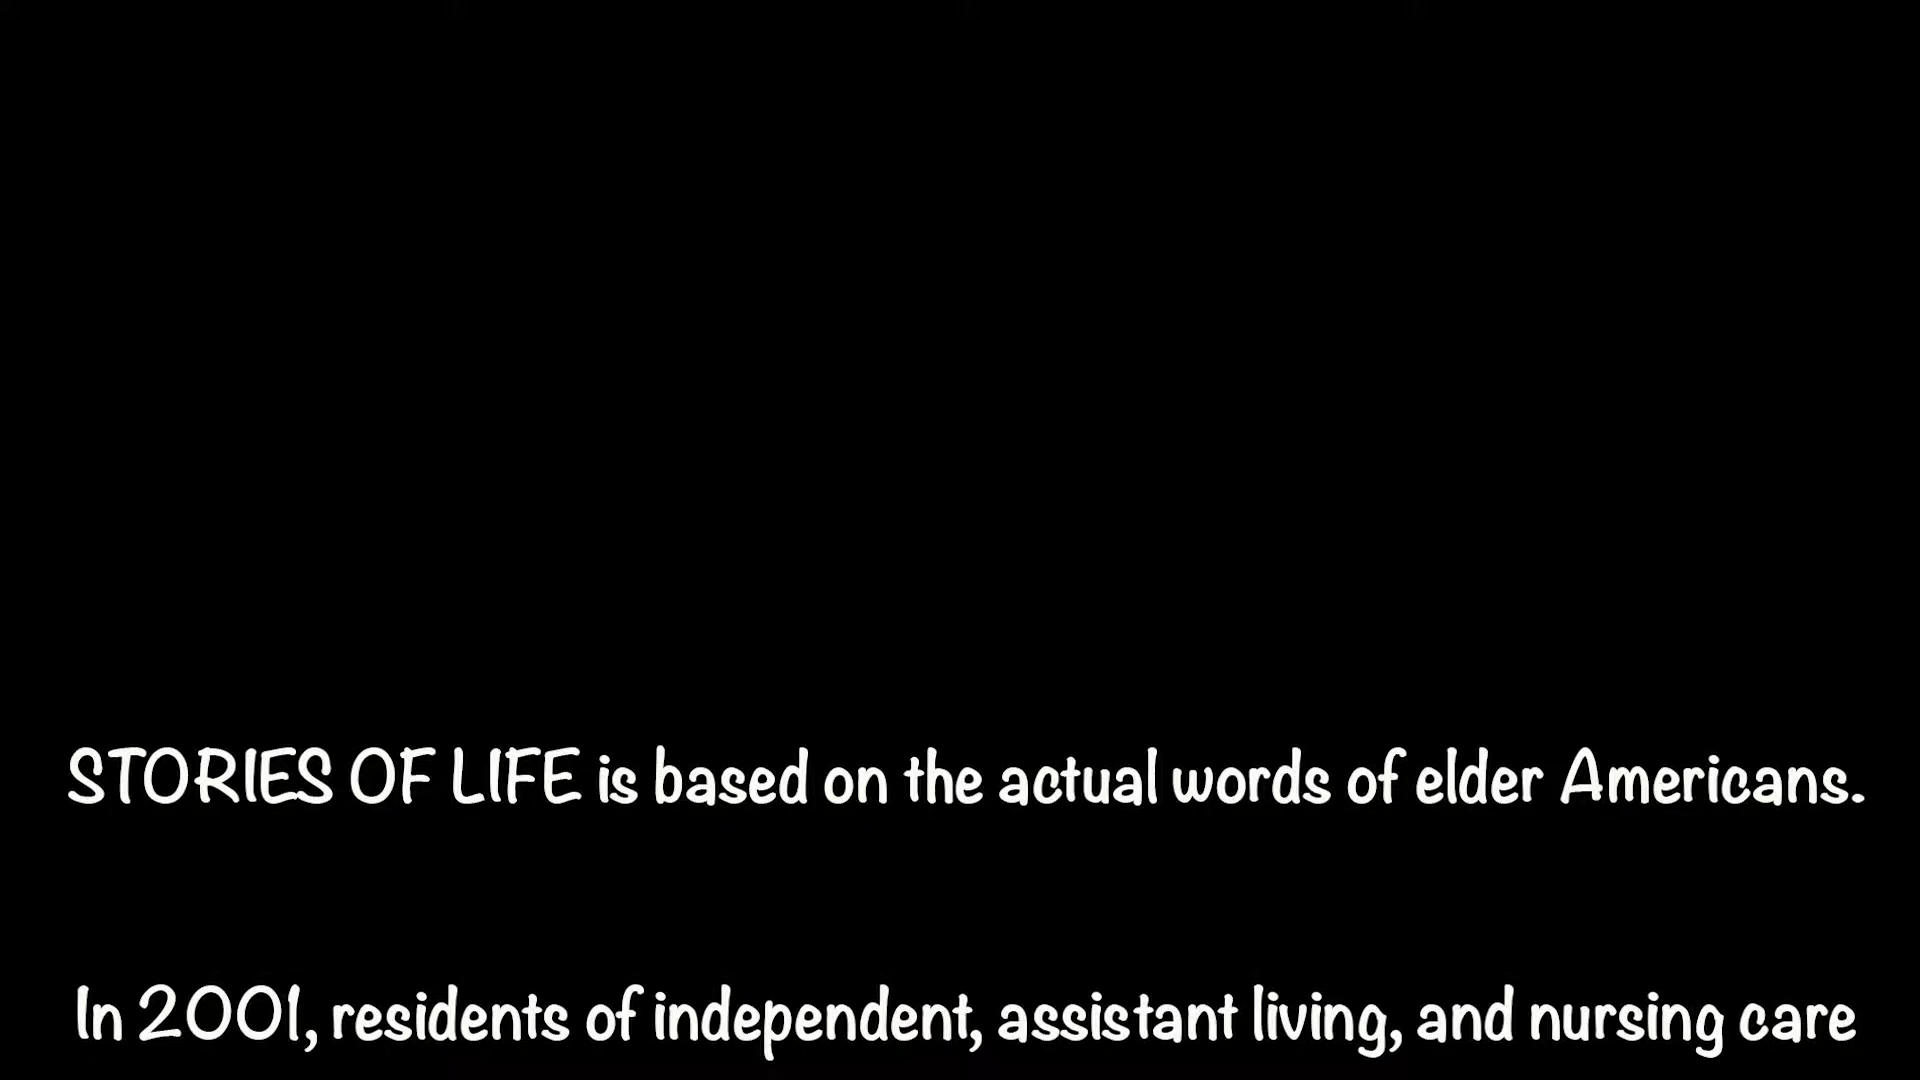 STORIES OF LIFE is based on the actual words of elder Americans.
In 2001, residents of independent, assistant living, and nursing care